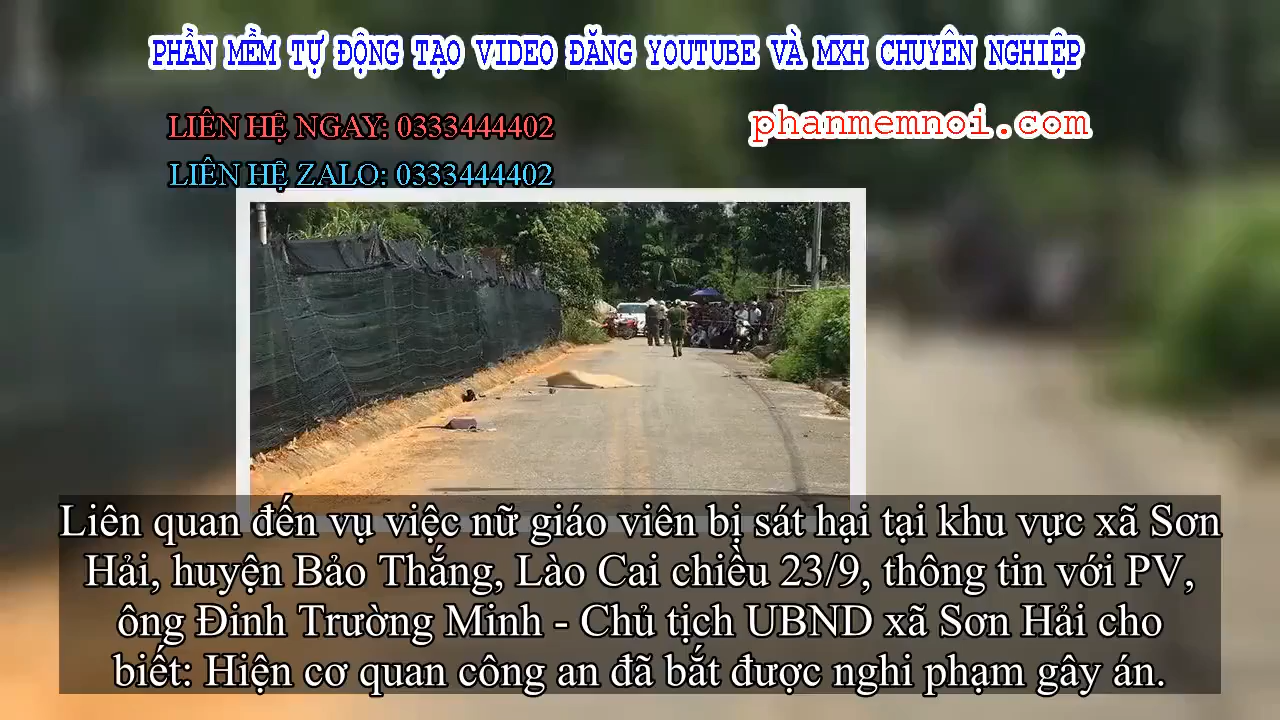 PHẦN MỀM TỰ ĐỘNG TẠO VIDEO ĐĂNG YOUTUBE VÀ MXH CHUYÊN NGHIỆP
LIÊN HỆ NGAY: 0333444402
phanmemnoi.com
LIÊN HỆ ZALO: 0333444402
Liên quan đến vụ việc nữ giáo viên bị sát hại tại khu vực xã Sơn
Hải, huyện Bảo Thắng, Lào Cai chiều 23/9, thông tin với PV,
ông Đinh Trường Minh - Chủ tịch UBND xã Sơn Hải cho
biết: Hiện cơ quan công an đã bắt được nghi phạm gây án.